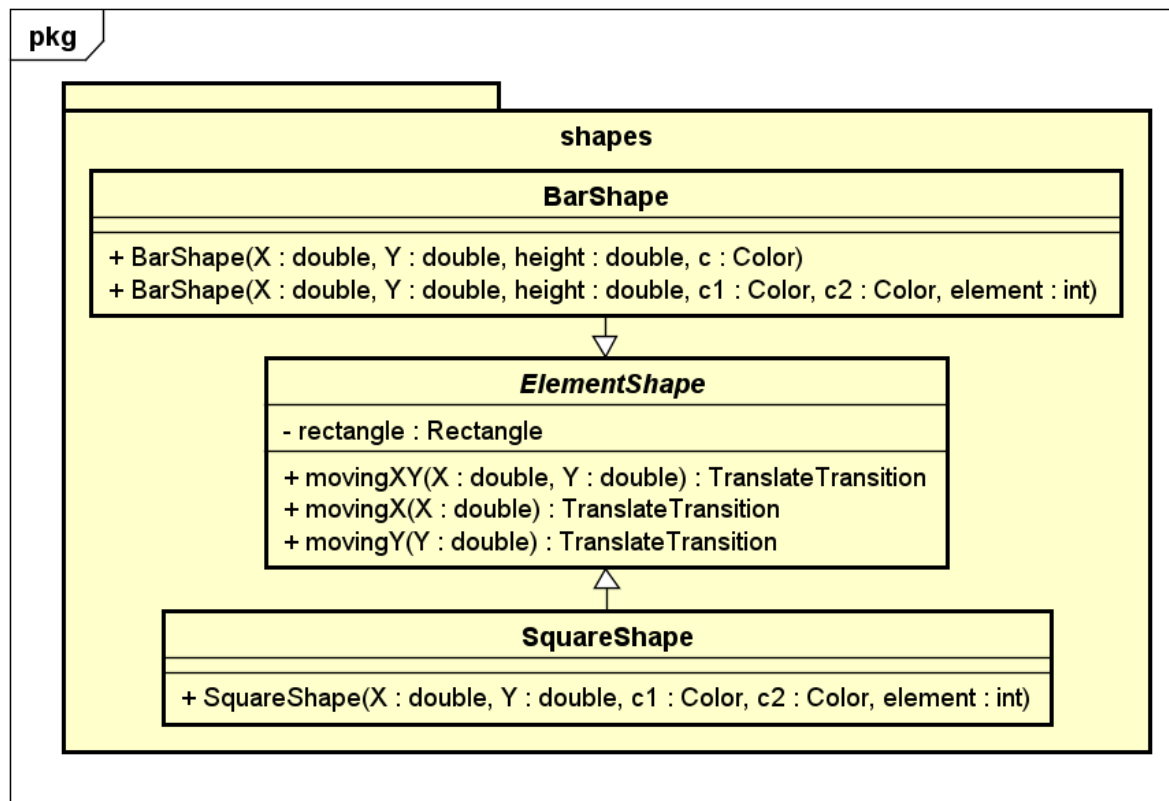 pkg
shapes
BarShape
+ BarShape(X : double, Y : double, height : double, c : Color)
+ BarShape(X : double, Y : double, height : double, c1 : Color, c2 : Color, element : int)
ElementShape
- rectangle : Rectangle
+ movingXY(X : double, Y : double) : TranslateTransition
+ movingX(X : double) : TranslateTransition
+ movingY(Y : double) : TranslateTransition
SquareShape
+ SquareShape(X : double, Y : double, c1 : Color, c2 : Color, element : int)